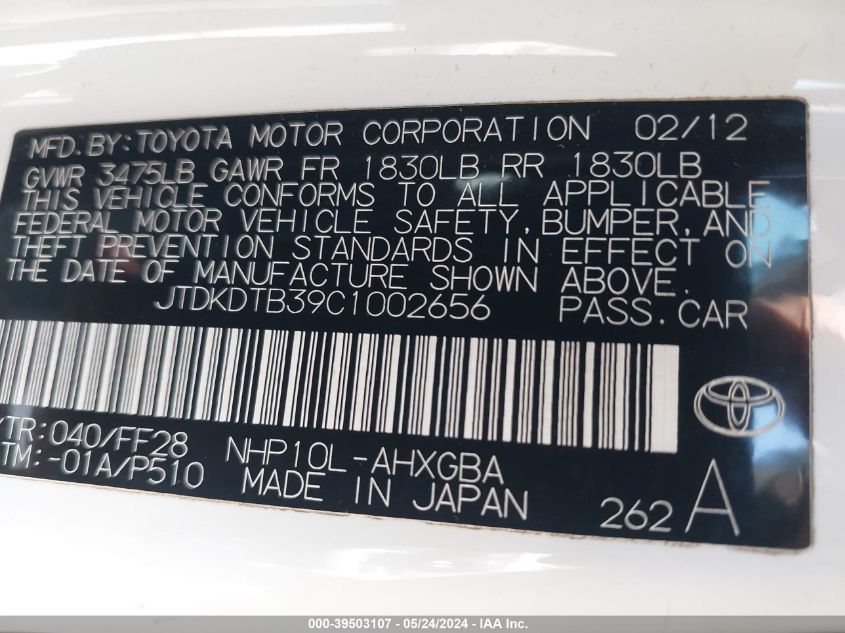 MFD. BY: TOYOTA MOTOR CORPORATION 02/12
GVWR 3475LB GAWR FR 1830LB RR 1830LB
THIS VEHICLE CONFORMS TO ALL APPLICABLE
FEDERAL MOTOR VEHICLE SAFETY, BUMPER, AND
THEFT PREVENTION STANDARDS IN EFFECT ON
THE DATE OF MANUFACTURE SHOWN ABOVE.
JTDKDTB39C1002656 PASS. CAR
/TR: 040/FF28 NHP10L-AHXGBA
TM: -01A/P510 MADE IN JAPAN 262 A
000-39503107 - 05/24/2024 - IAA Inc.